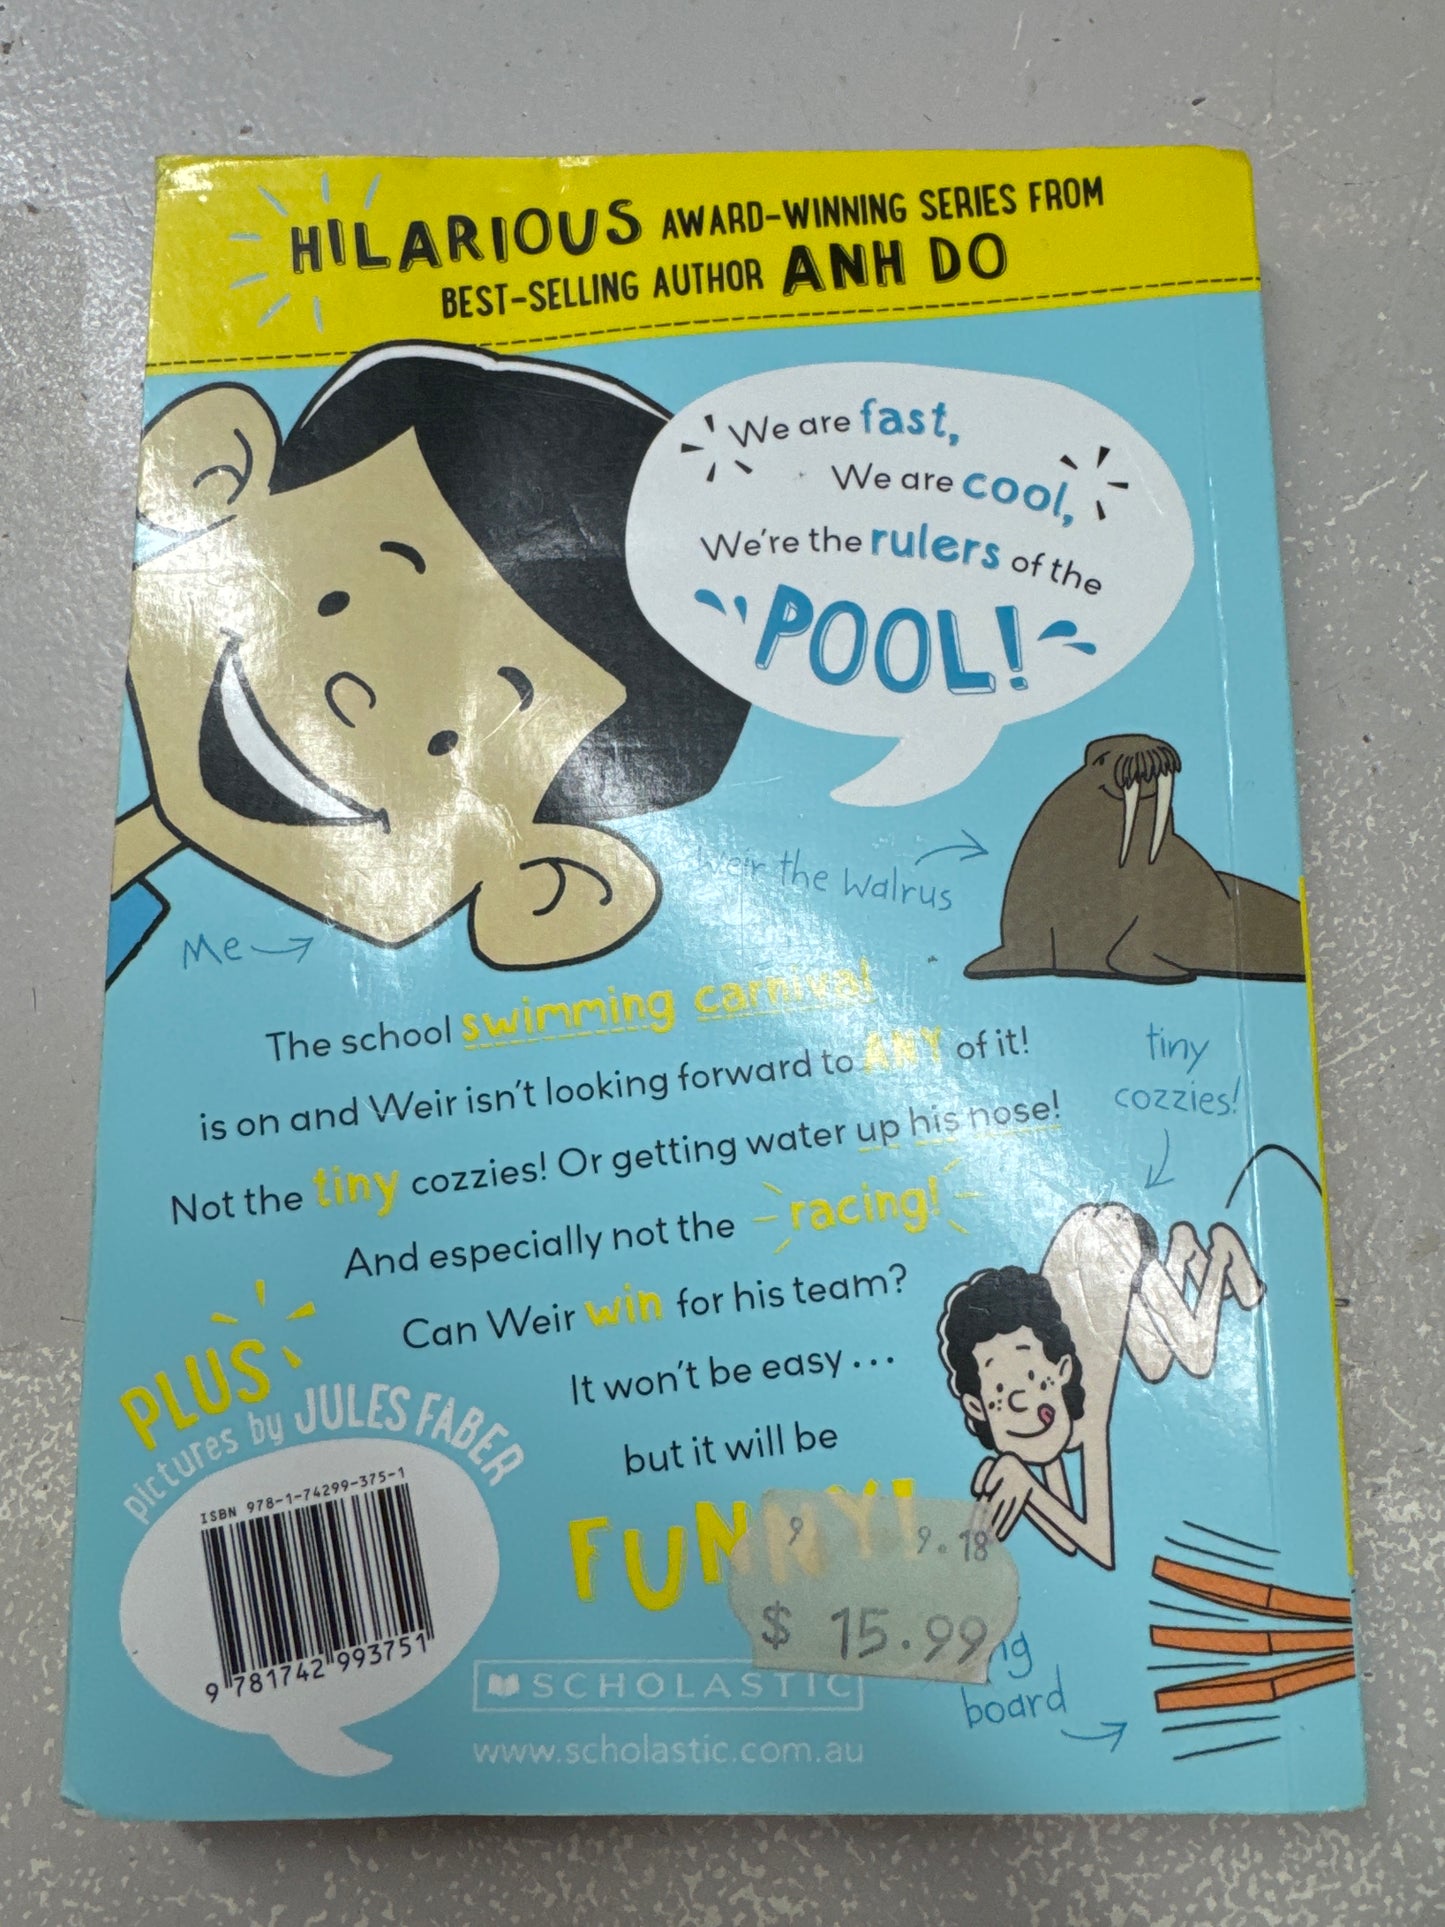 HILARIOUS AWARD-WINNING SERIES FROM
BEST-SELLING AUTHOR ANH DO
We are fast,
We are cool,
We're the rulers of the
POOL!
Weir the walrus
Me
The school swimming carnival
is on and Weir isn't looking forward to ANY of it!
Not the tiny cozzies! Or getting water up his nose!
And especially not the racing!
Can Weir win for his team?
It won't be easy...
but it will be
FUNNY!
tiny
cozzies!
PLUS
pictures by JULES FABER
ISBN 978-1-74299-375-1
9 781742 993751
9 9.18
$ 15.99
board
SCHOLASTIC
www.scholastic.com.au